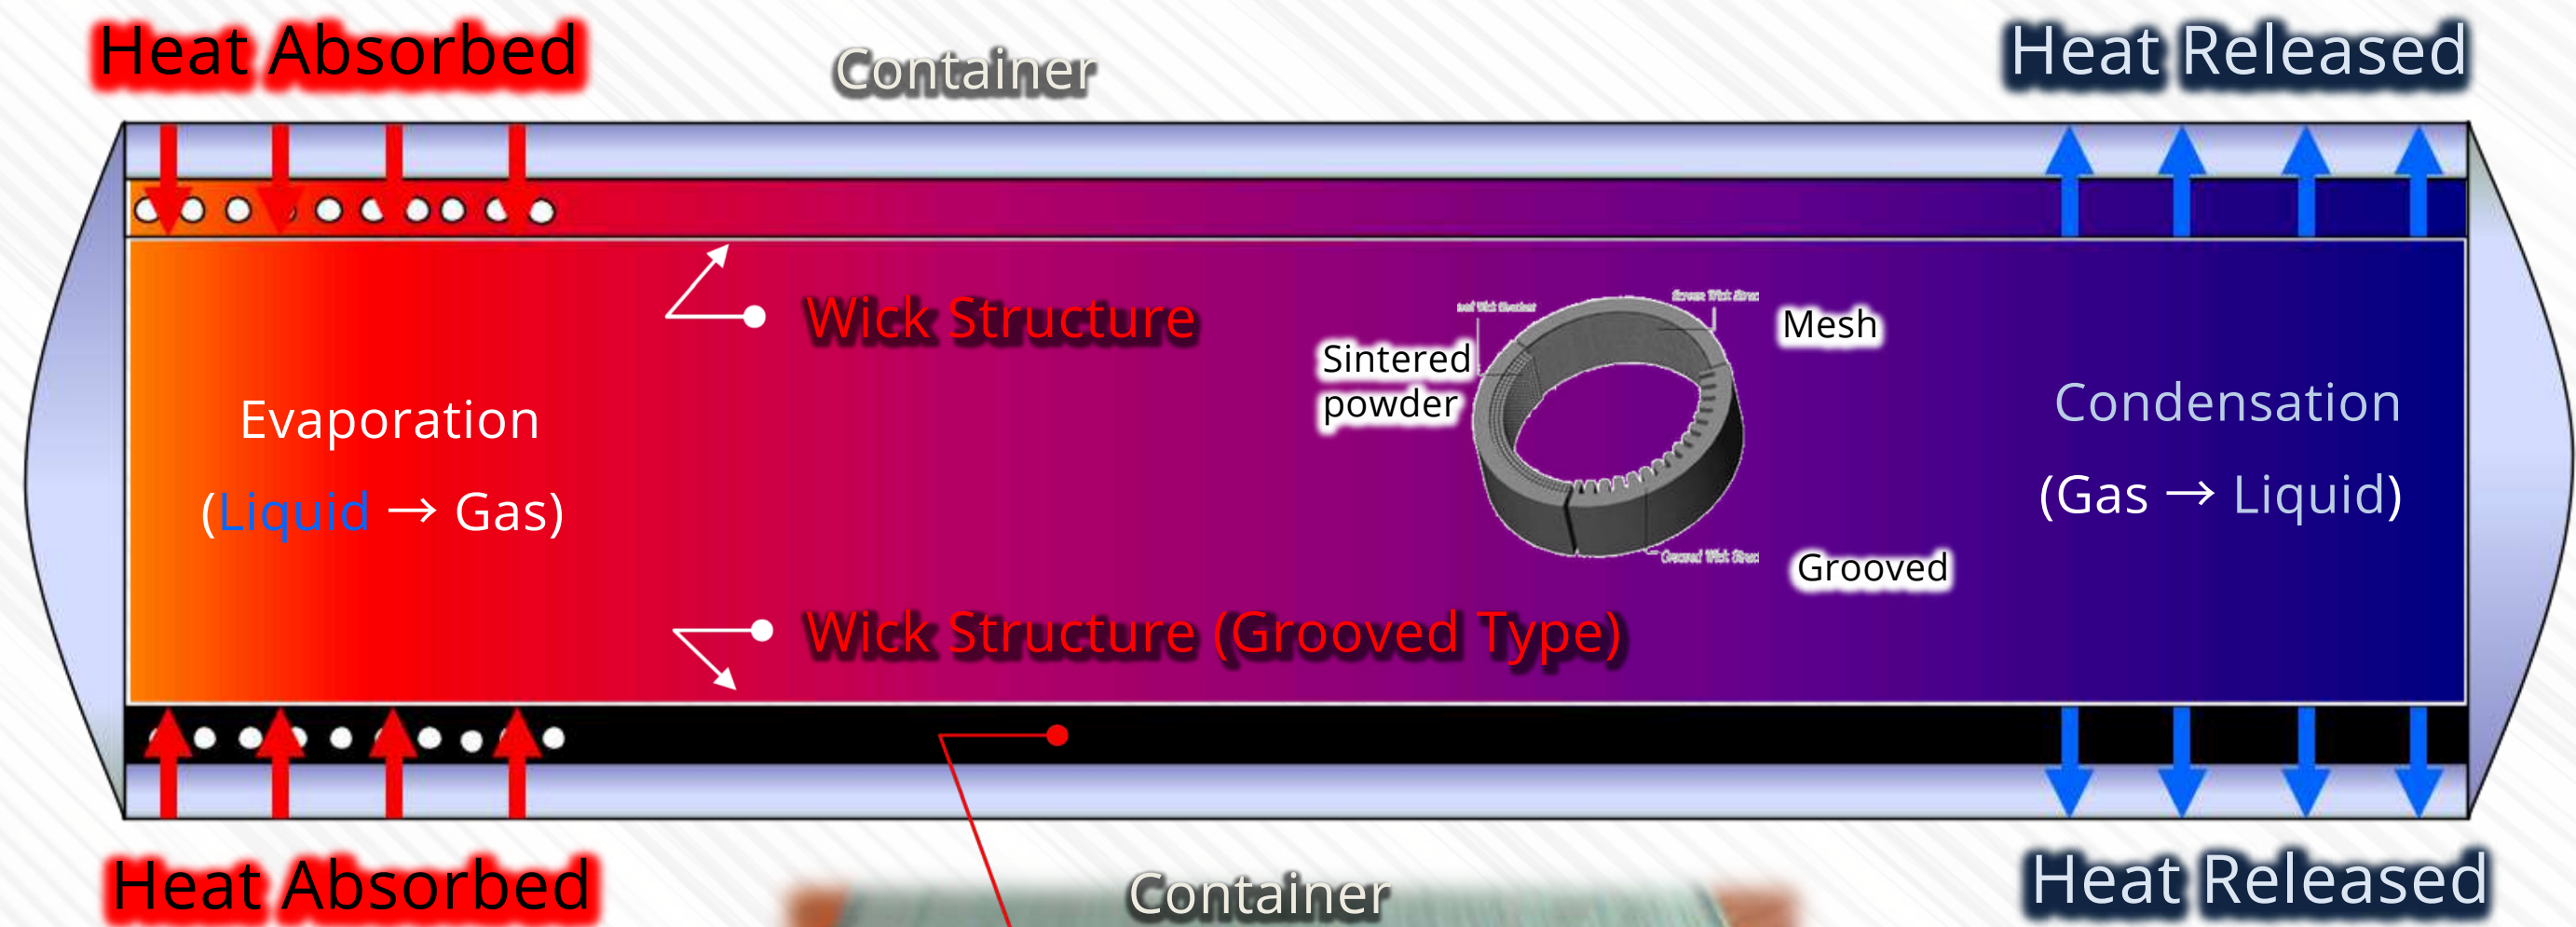 Heat Absorbed
Container
Heat Released
Wick Structure
Mesh
Sintered
powder
Evaporation
(Liquid → Gas)
Condensation
(Gas → Liquid)
Grooved
Wick Structure (Grooved Type)
Heat Absorbed
Container
Heat Released